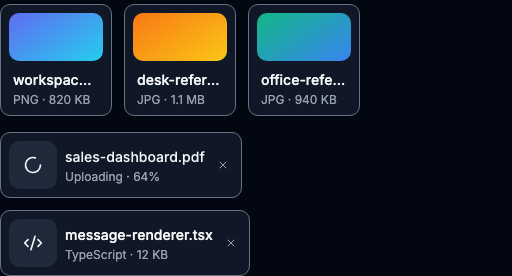 workspac...
PNG · 820 KB
desk-refer...
JPG · 1.1 MB
office-refe...
JPG · 940 KB
sales-dashboard.pdf
Uploading · 64%
message-renderer.tsx
TypeScript · 12 KB